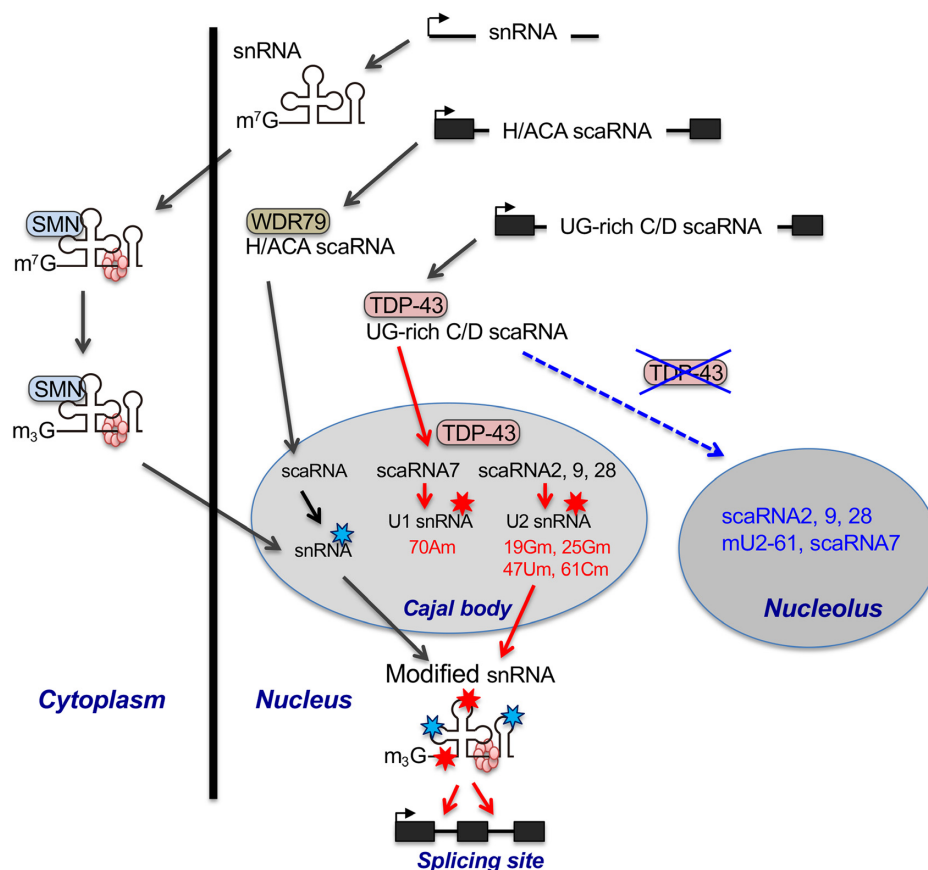 snRNA
snRNA
m⁷G
H/ACA scaRNA
SMN
m⁷G
WDR79
H/ACA scaRNA
UG-rich C/D scaRNA
TDP-43
UG-rich C/D scaRNA
TDP-43
SMN
m₃G
TDP-43
scaRNA
scaRNA7
scaRNA2, 9, 28
snRNA
U1 snRNA
70Am
U2 snRNA
19Gm, 25Gm
47Um, 61Cm
Cajal body
scaRNA2, 9, 28
mU2-61, scaRNA7
Nucleolus
Cytoplasm
Nucleus
Modified snRNA
m₃G
Splicing site